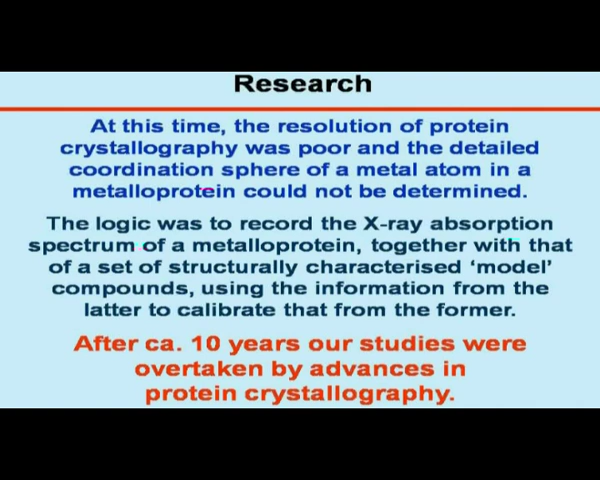 Research
At this time, the resolution of protein
crystallography was poor and the detailed
coordination sphere of a metal atom in a
metalloprotein could not be determined.
The logic was to record the X-ray absorption
spectrum of a metalloprotein, together with that
of a set of structurally characterised ‘model’
compounds, using the information from the
latter to calibrate that from the former.
After ca. 10 years our studies were
overtaken by advances in
protein crystallography.